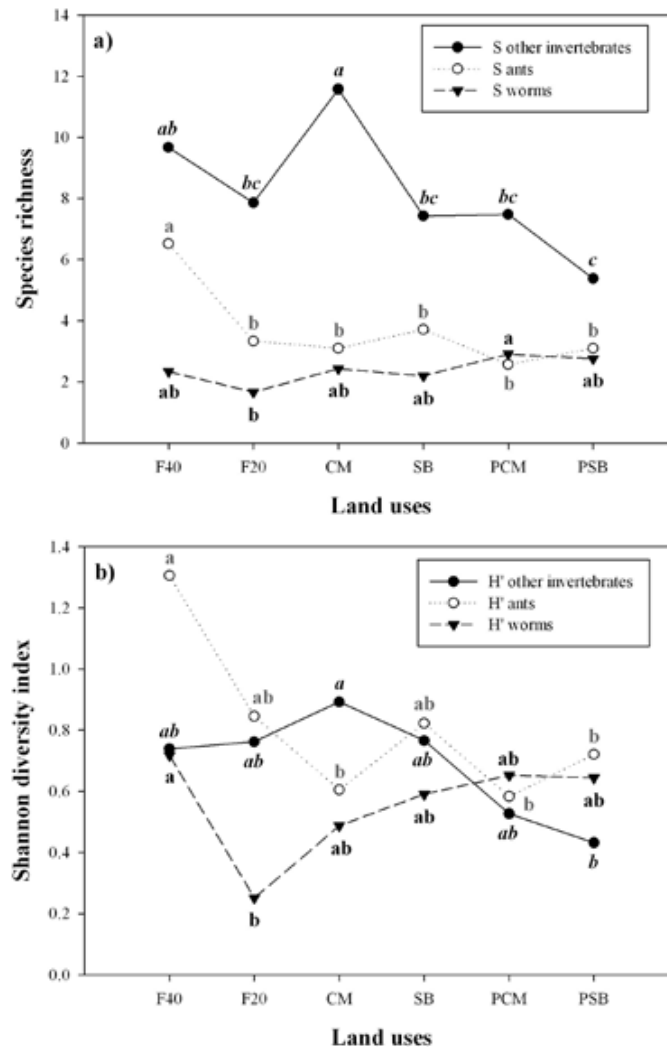 a)
S other invertebrates
S ants
S worms
Species richness
14
12
10
8
6
4
2
0
ab
bc
a
bc
bc
c
a
b
b
b
b
b
ab
b
ab
ab
a
ab
F40 F20 CM SB PCM PSB
Land uses
b)
H' other invertebrates
H' ants
H' worms
Shannon diversity index
1.4
1.2
1.0
0.8
0.6
0.4
0.2
0.0
a
ab
b
ab
b
b
ab
ab
a
ab
ab
b
a
b
ab
ab
ab
ab
F40 F20 CM SB PCM PSB
Land uses